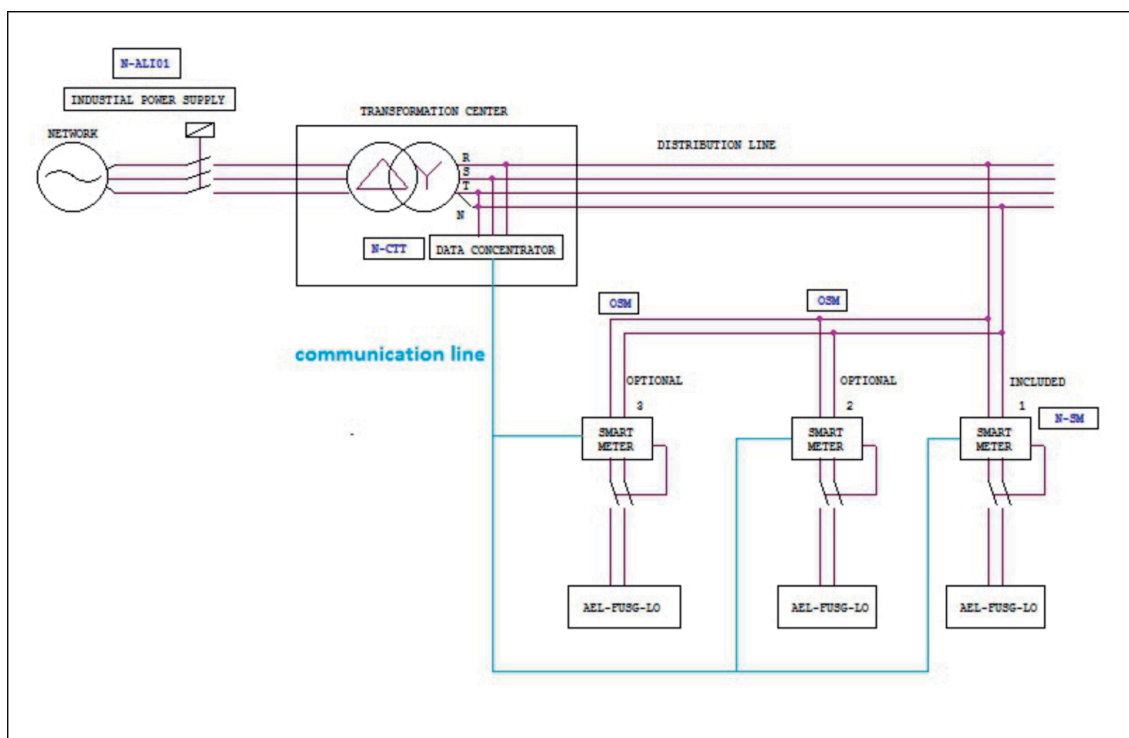 N-ALI01
INDUSTIAL POWER SUPPLY
NETWORK
TRANSFORMATION CENTER
DISTRIBUTION LINE
R
S
T
N
N-CTT
DATA CONCENTRATOR
OSM
OSM
communication line
OPTIONAL
OPTIONAL
INCLUDED
3
2
1
N-SM
SMART
METER
SMART
METER
SMART
METER
AEL-FUSG-LO
AEL-FUSG-LO
AEL-FUSG-LO